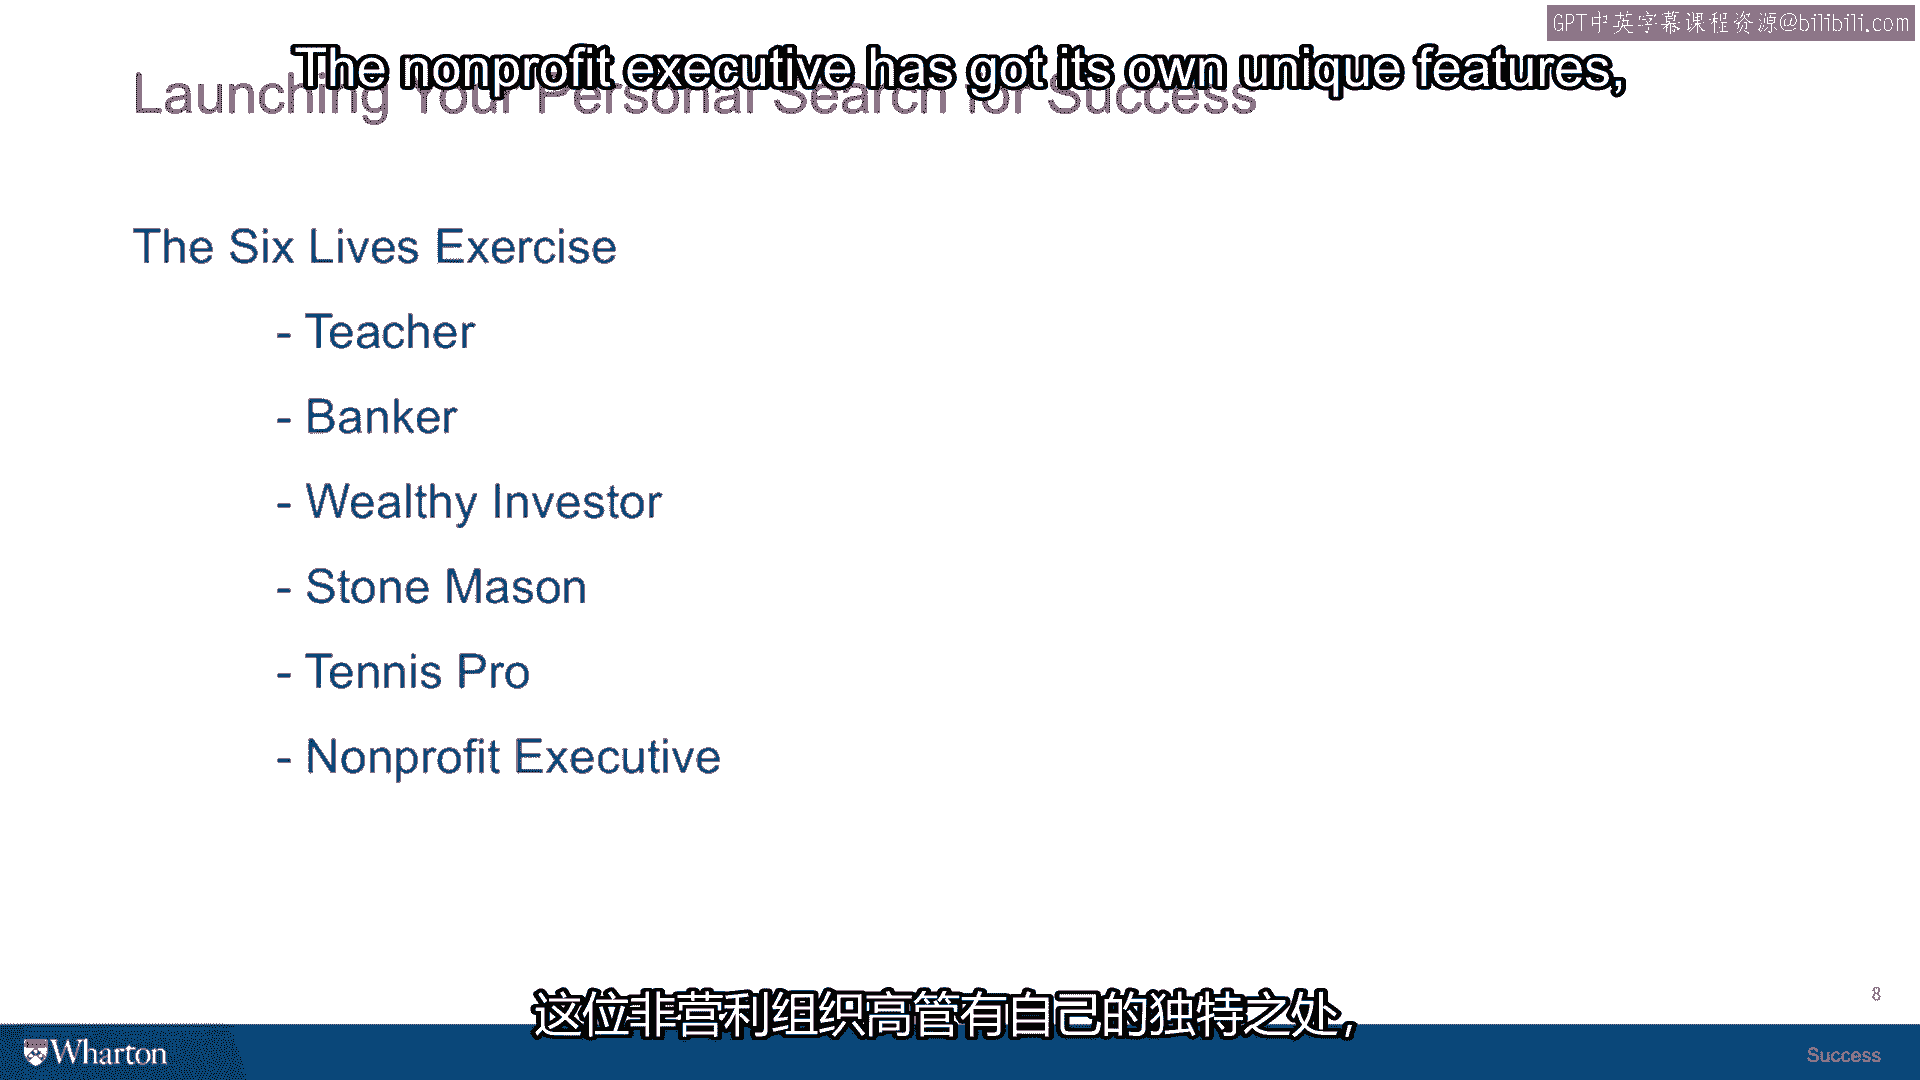 GPT中英字幕课程资源@bilibili.com
The nonprofit executive has got its own unique features,
Launching Your Personal Search for Success
The Six Lives Exercise
- Teacher
- Banker
- Wealthy Investor
- Stone Mason
- Tennis Pro
- Nonprofit Executive
8
这位非营利组织高管有自己的独特之处，
Wharton
Success